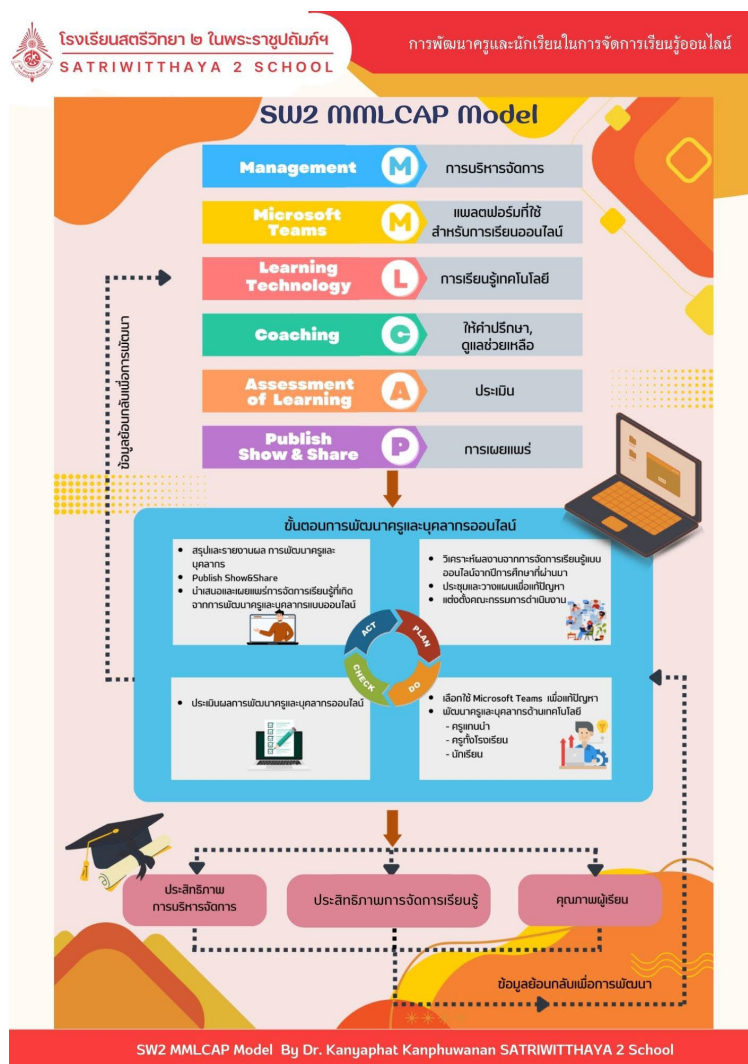 โรงเรียนสตรีวิทยา ๒ ในพระราชูปถัมภ์ฯ
SATRIWITTHAYA 2 SCHOOL
การพัฒนาครูและนักเรียนในการจัดการเรียนรู้ออนไลน์
SW2 MMLCAP Model
Management
M
การบริหารจัดการ
Microsoft
Teams
M
แพลตฟอร์มที่ใช้
สำหรับการเรียนออนไลน์
Learning
Technology
L
การเรียนรู้เทคโนโลยี
Coaching
C
ให้คำปรึกษา,
ดูแลช่วยเหลือ
Assessment
of Learning
A
ประเมิน
Publish
Show & Share
P
การเผยแพร่
ข้อมูลย้อนกลับเพื่อการพัฒนา
ขั้นตอนการพัฒนาครูและบุคลากรออนไลน์
• สรุปและรายงานผล การพัฒนาครูและ
บุคลากร
• Publish Show&Share
• นำเสนอและเผยแพร่การจัดการเรียนรู้ที่เกิด
จากการพัฒนาครูและบุคลากรแบบออนไลน์
• วิเคราะห์ผลงานจากการจัดการเรียนรู้แบบ
ออนไลน์จากปีการศึกษาที่ผ่านมา
• ประชุมและวางแผนเพื่อแก้ปัญหา
• แต่งตั้งคณะกรรมการดำเนินงาน
ACT
PLAN
CHECK
DO
• ประเมินผลการพัฒนาครูและบุคลากรออนไลน์
• เลือกใช้ Microsoft Teams เพื่อแก้ปัญหา
• พัฒนาครูและบุคลากรด้านเทคโนโลยี
- ครูแกนนำ
- ครูทั้งโรงเรียน
- นักเรียน
ประสิทธิภาพ
การบริหารจัดการ
ประสิทธิภาพการจัดการเรียนรู้
คุณภาพผู้เรียน
ข้อมูลย้อนกลับเพื่อการพัฒนา
SW2 MMLCAP Model By Dr. Kanyaphat Kanphuwanan SATRIWITTHAYA 2 School